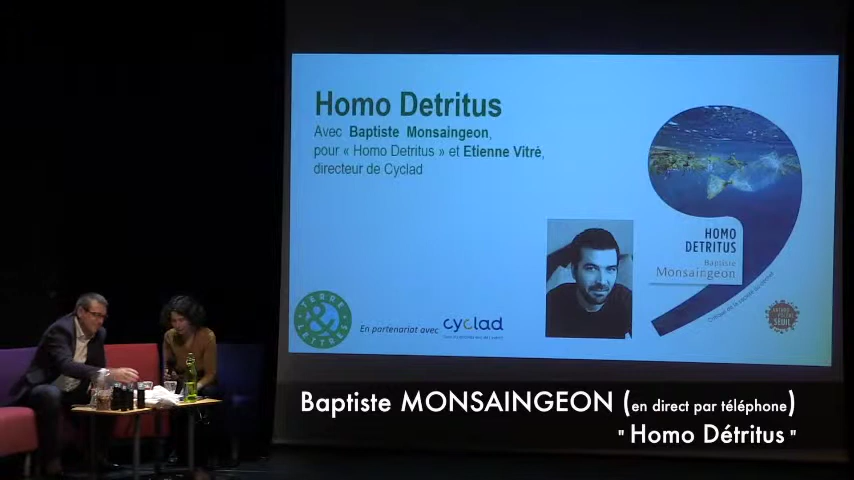 Homo Detritus
Avec Baptiste Monsaingeon,
pour « Homo Detritus » et Etienne Vitré,
directeur de Cyclad
HOMO
DETRITUS
Baptiste
Monsaingeon
TERRE
&
LETTRES
En partenariat avec cyclad
SEUIL
Baptiste MONSAINGEON (en direct par téléphone)
" Homo Détritus "